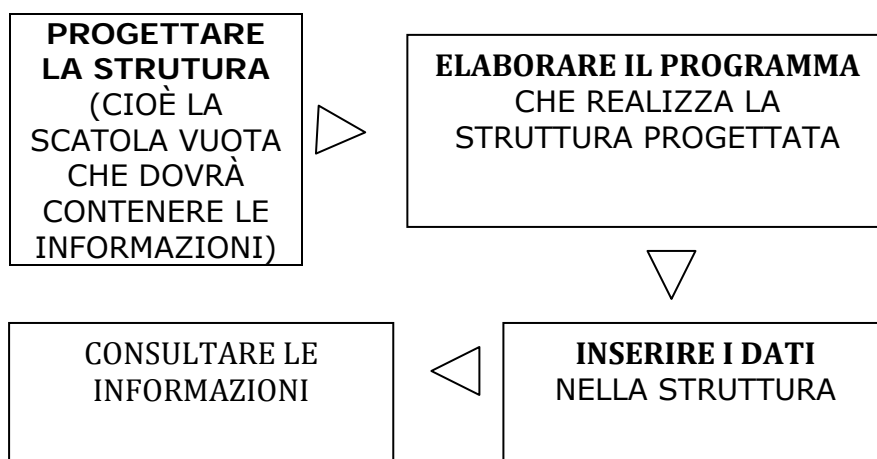 PROGETTARE
LA STRUTURA
(CIOÈ LA
SCATOLA VUOTA
CHE DOVRÀ
CONTENERE LE
INFORMAZIONI)
ELABORARE IL PROGRAMMA
CHE REALIZZA LA
STRUTTURA PROGETTATA
INSERIRE I DATI
NELLA STRUTTURA
CONSULTARE LE
INFORMAZIONI